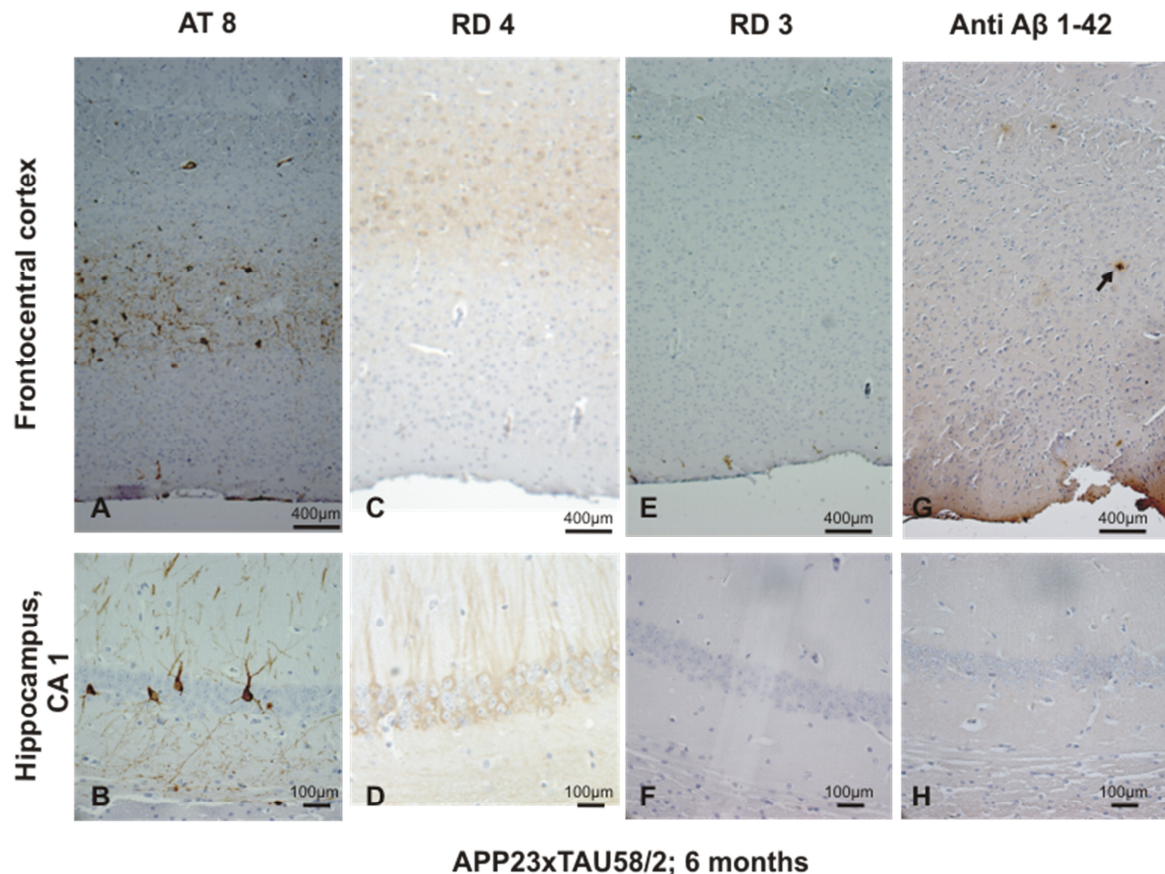 AT 8
RD 4
RD 3
Anti Aβ 1-42
Frontocentral cortex
A
400µm
C
400µm
E
400µm
G
400µm
Hippocampus,
CA 1
B
100µm
D
100µm
F
100µm
H
100µm
APP23xTAU58/2; 6 months